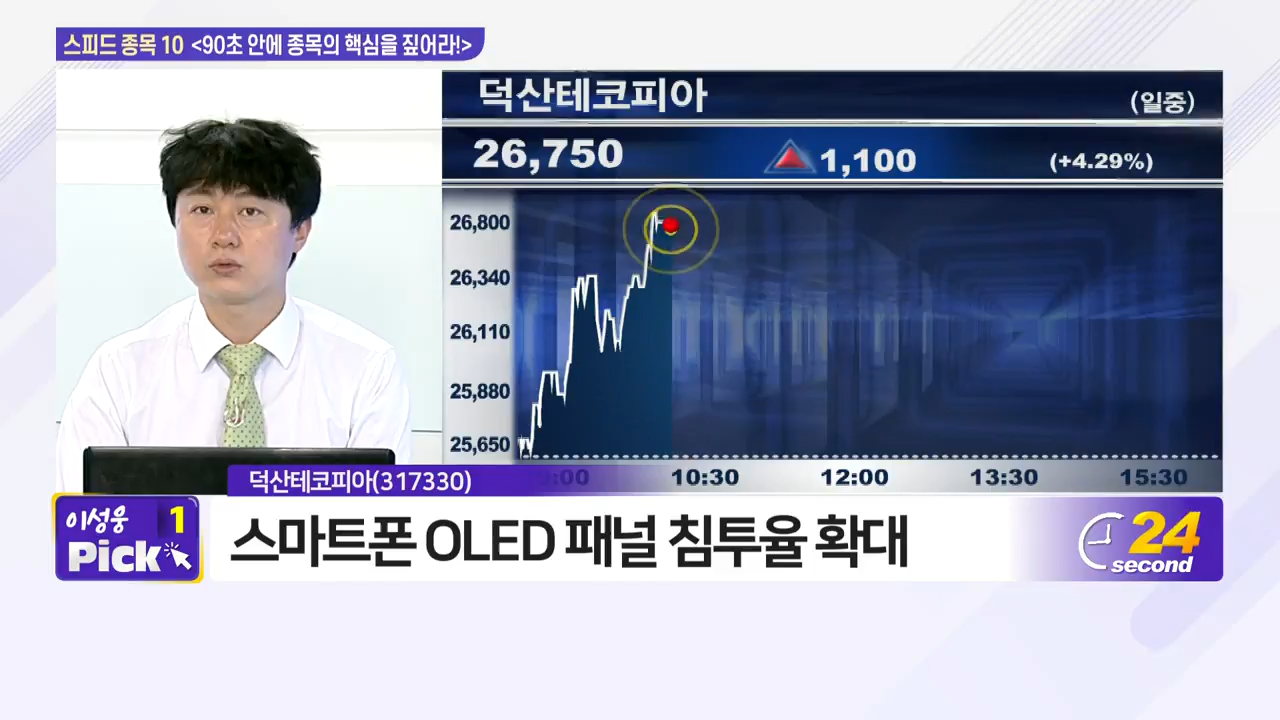 스피드 종목 10 <90초 안에 종목의 핵심을 짚어라!>
덕산테코피아
(일중)
26,750
1,100
(+4.29%)
26,800
26,340
26,110
25,880
25,650
:00
10:30
12:00
13:30
15:30
덕산테코피아(317330)
이성웅
1
Pick
스마트폰 OLED 패널 침투율 확대
24
second